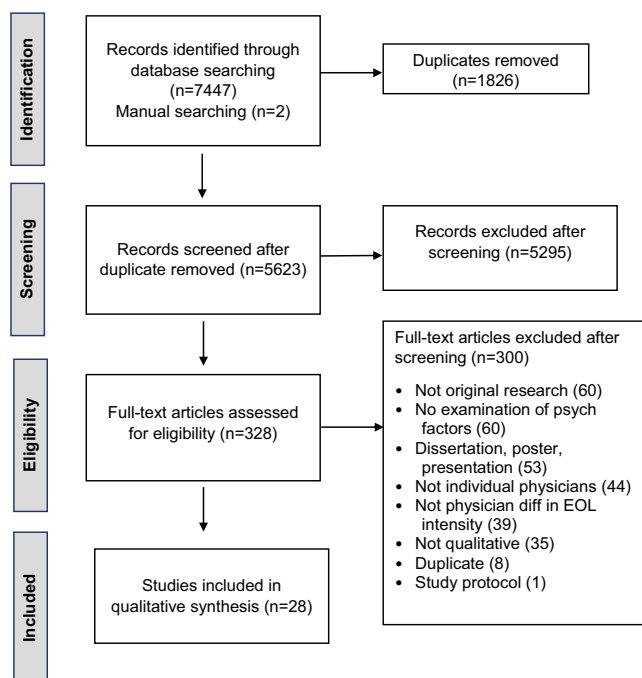 Identification
Records identified through
database searching
(n=7447)
Manual searching (n=2)
Duplicates removed
(n=1826)
Screening
Records screened after
duplicate removed (n=5623)
Records excluded after
screening (n=5295)
Eligibility
Full-text articles assessed
for eligibility (n=328)
Full-text articles excluded after
screening (n=300)
• Not original research (60)
• No examination of psych
factors (60)
• Dissertation, poster,
presentation (53)
• Not individual physicians (44)
• Not physician diff in EOL
intensity (39)
• Not qualitative (35)
• Duplicate (8)
• Study protocol (1)
Included
Studies included in
qualitative synthesis (n=28)